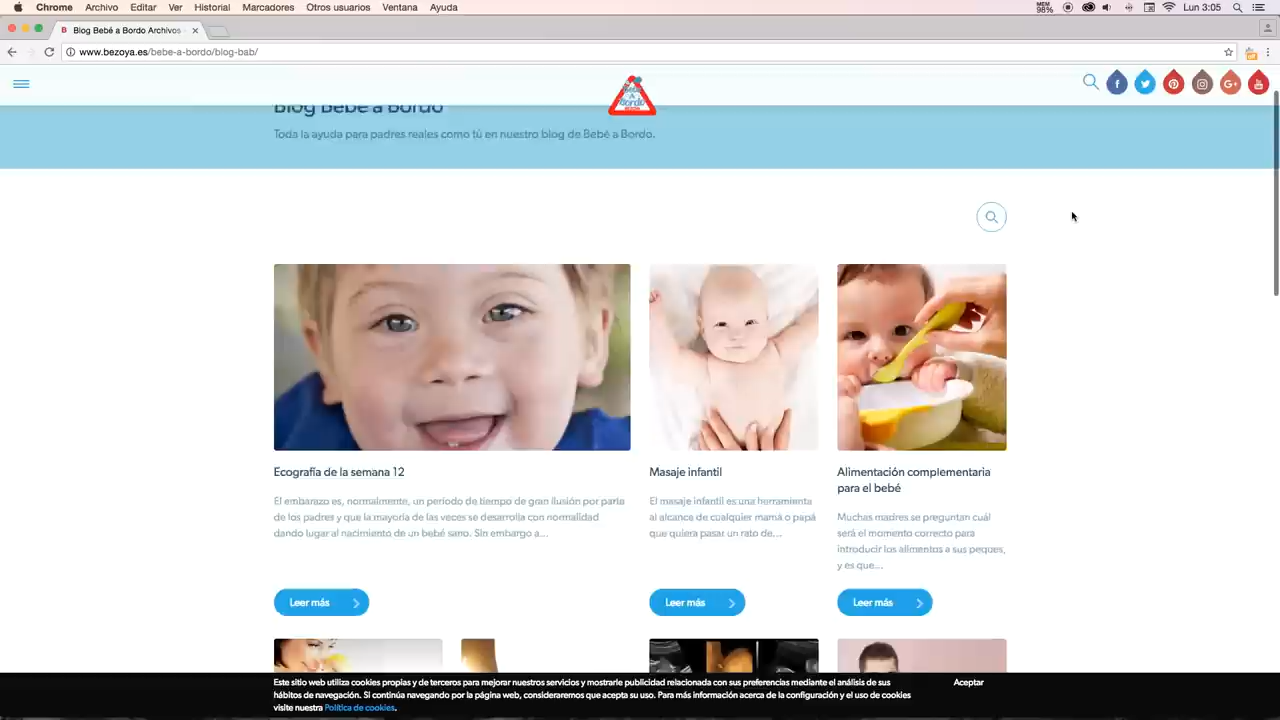 Chrome Archivo Editar Ver Historial Marcadores Otros usuarios Ventana Ayuda
MEM 98% Lun 3:05
Blog Bebé a Bordo Archivos
www.bezoya.es/bebe-a-bordo/blog-bab/
Bebé a Bordo
Blog Bebé a Bordo
Toda la ayuda para padres reales como tú en nuestro blog de Bebé a Bordo.
Ecografía de la semana 12
El embarazo es, normalmente, un periodo de tiempo de gran ilusión por parte
de los padres y que la mayoría de las veces se desarrolla con normalidad
dando lugar al nacimiento de un bebé sano. Sin embargo a...
Leer más
Masaje infantil
El masaje infantil es una herramienta
al alcance de cualquier mamá o papá
que quiera pasar un rato de...
Leer más
Alimentación complementaria
para el bebé
Muchas madres se preguntan cuál
será el momento correcto para
introducir los alimentos a sus peques,
y es que...
Leer más
Este sitio web utiliza cookies propias y de terceros para mejorar nuestros servicios y mostrarle publicidad relacionada con sus preferencias mediante el análisis de sus
hábitos de navegación. Si continúa navegando por la página web, consideraremos que acepta su uso. Para más información acerca de la configuración y el uso de cookies
visite nuestra Política de cookies.
Aceptar